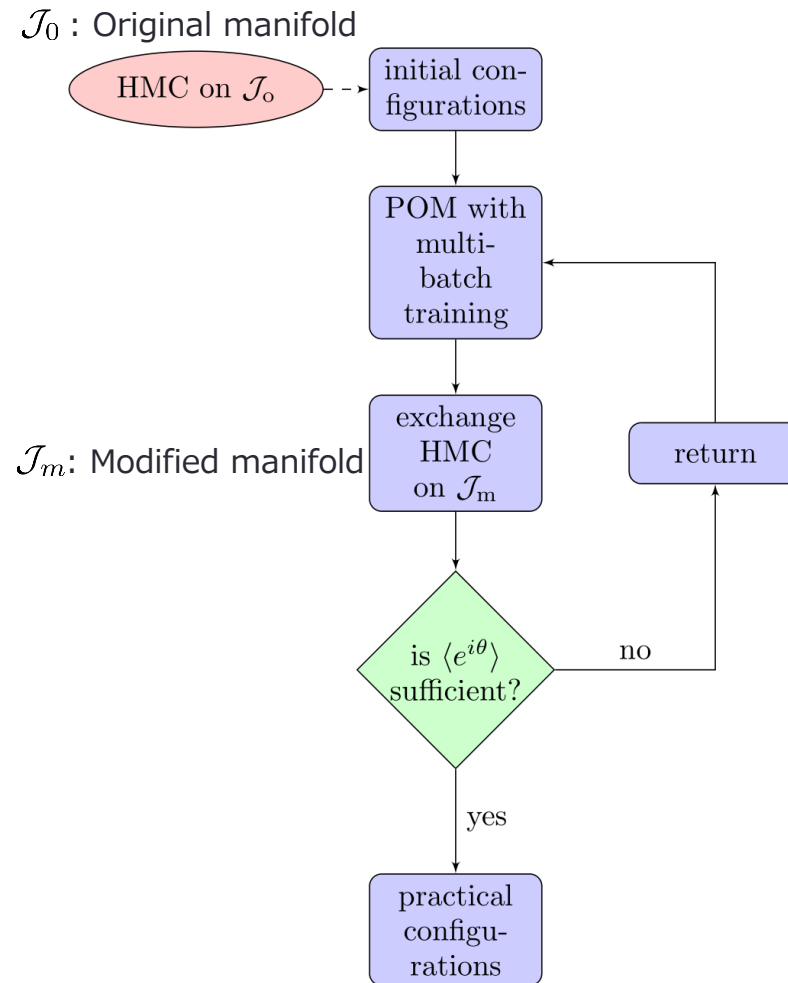 𝒥₀ : Original manifold
HMC on 𝒥ₒ
initial con-
figurations
POM with
multi-
batch
training
exchange
HMC
on 𝒥ₘ
𝒥ₘ: Modified manifold
return
is ⟨e^{iθ}⟩
sufficient?
no
yes
practical
configu-
rations